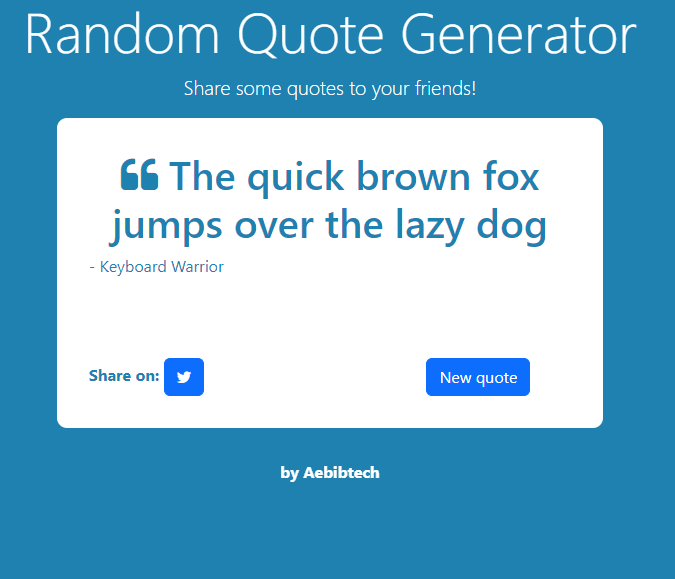 Random Quote Generator
Share some quotes to your friends!
“ The quick brown fox
jumps over the lazy dog
- Keyboard Warrior
Share on:
New quote
by Aebibtech